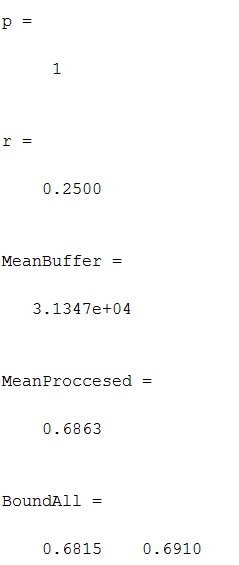 p =
1
r =
0.2500
MeanBuffer =
3.1347e+04
MeanProccesed =
0.6863
BoundAll =
0.6815 0.6910